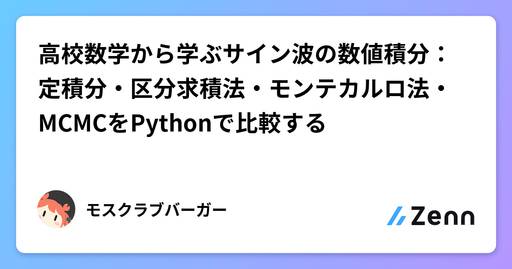 高校数学から学ぶサイン波の数値積分：
定積分・区分求積法・モンテカルロ法・
MCMCをPythonで比較する
モスクラブバーガー
Zenn